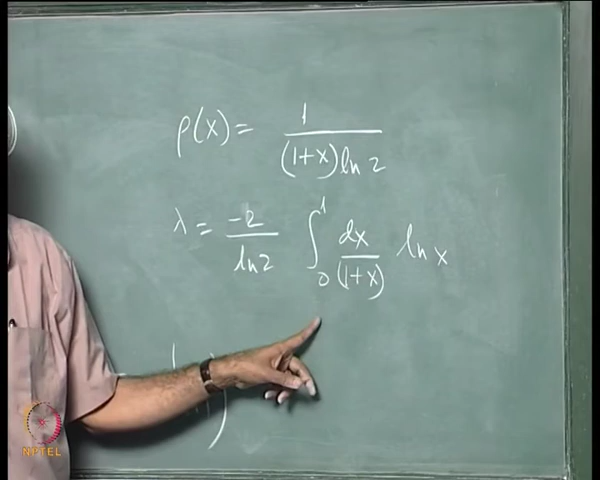 ρ(x) = 1 / ((1+x) ln 2)
λ = -2 / ln 2 ∫₀¹ dx / (1+x) ln x
NPTEL